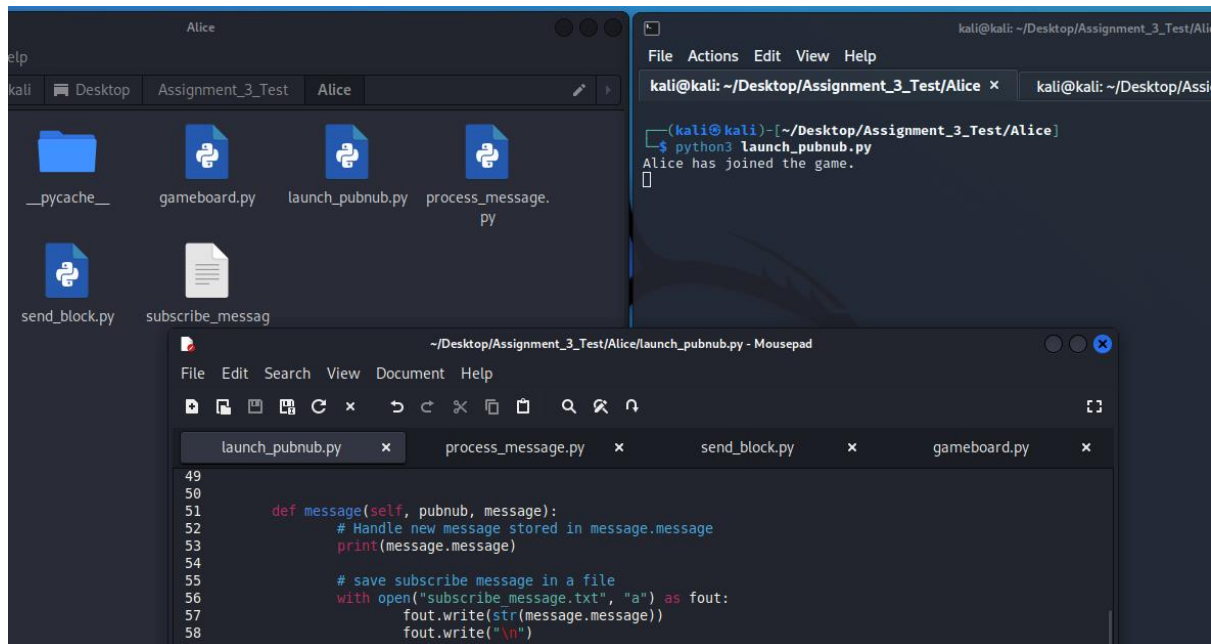 Alice
elp
kali Desktop Assignment_3_Test Alice
__pycache__
gameboard.py
launch_pubnub.py
process_message.
py
send_block.py
subscribe_messag
kali@kali: ~/Desktop/Assignment_3_Test/Ali
File Actions Edit View Help
kali@kali: ~/Desktop/Assignment_3_Test/Alice × kali@kali: ~/Desktop/Assi
(kali㉿kali)-[~/Desktop/Assignment_3_Test/Alice]
$ python3 launch_pubnub.py
Alice has joined the game.
~/Desktop/Assignment_3_Test/Alice/launch_pubnub.py - Mousepad
File Edit Search View Document Help
launch_pubnub.py × process_message.py × send_block.py × gameboard.py ×
49
50
51 def message(self, pubnub, message):
52 # Handle new message stored in message.message
53 print(message.message)
54
55 # save subscribe message in a file
56 with open("subscribe_message.txt", "a") as fout:
57 fout.write(str(message.message))
58 fout.write("\n")